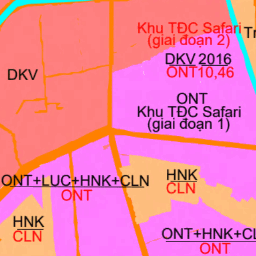 Khu TĐC Safari
(giai đoạn 2)
Tr
DKV
DKV 2016
ONT10,46
ONT
Khu TĐC Safari
(giai đoạn 1)
ONT+LUC+HNK+CLN
ONT
HNK
CLN
HNK
CLN
ONT+HNK+CL
ONT